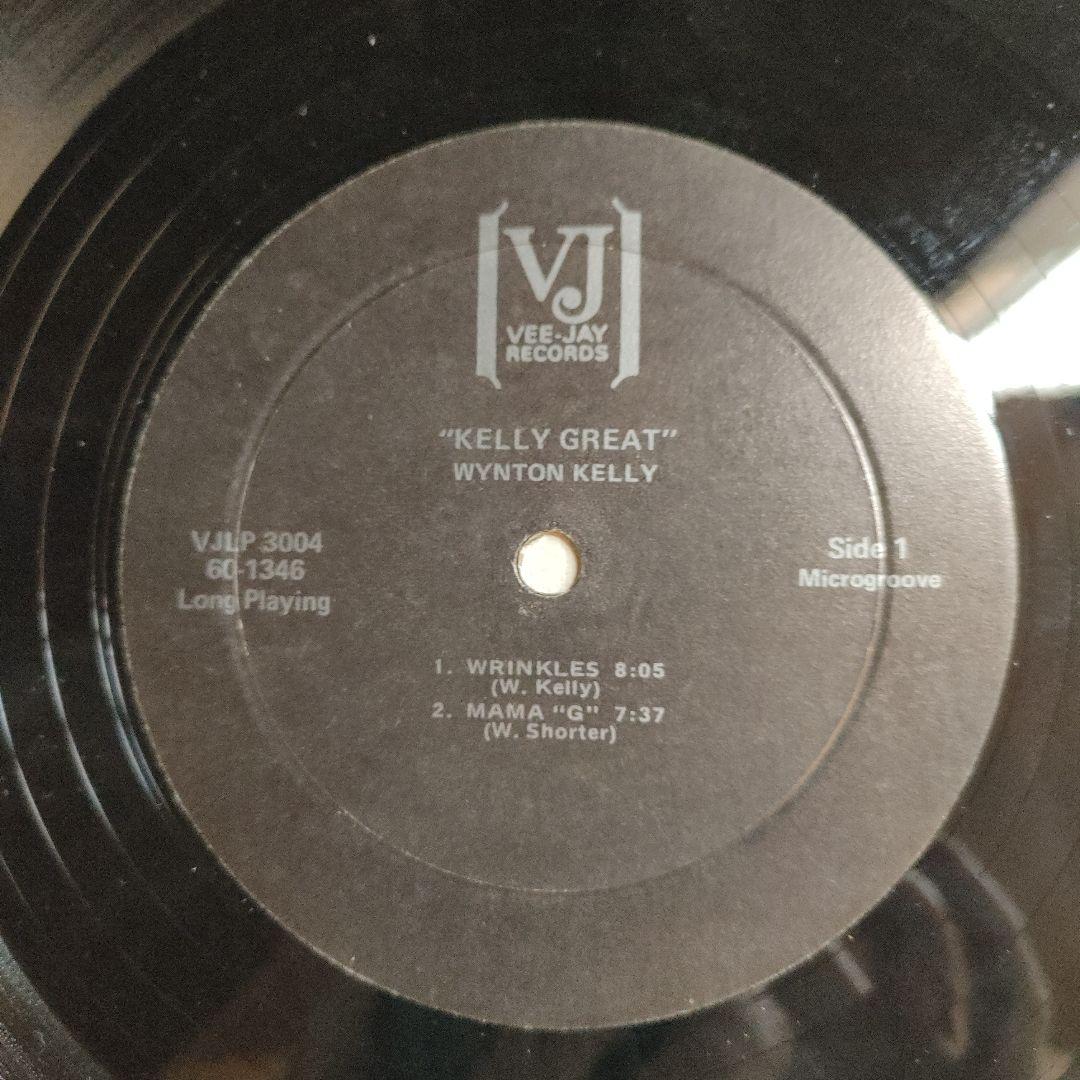 VJ
VEE-JAY
RECORDS
"KELLY GREAT"
WYNTON KELLY
VJLP 3004
60-1346
Long Playing
Side 1
Microgroove
1. WRINKLES 8:05
(W. Kelly)
2. MAMA "G" 7:37
(W. Shorter)